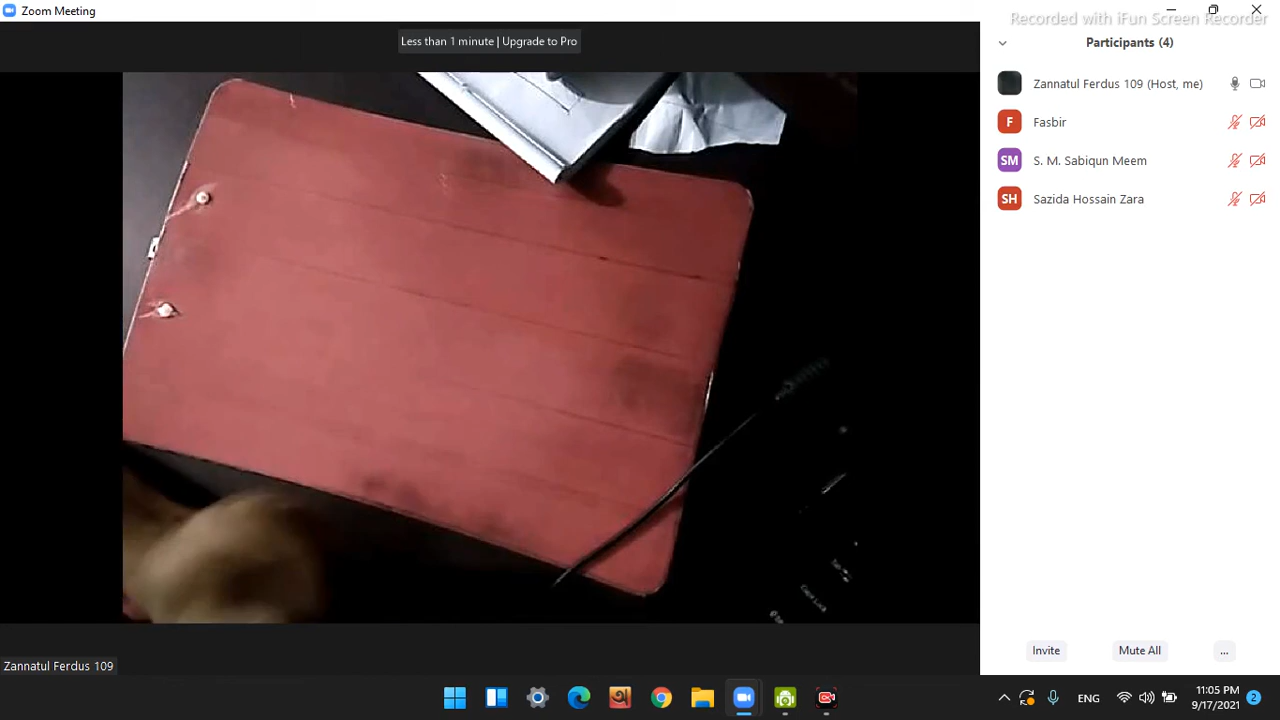 Zoom Meeting
Recorded with iFun Screen Recorder
Less than 1 minute | Upgrade to Pro
Participants (4)
Zannatul Ferdus 109 (Host, me)
F Fasbir
SM S. M. Sabiqun Meem
SH Sazida Hossain Zara
Caps Lock
Invite
Mute All
...
Zannatul Ferdus 109
অ
ENG
11:05 PM
9/17/2021
2